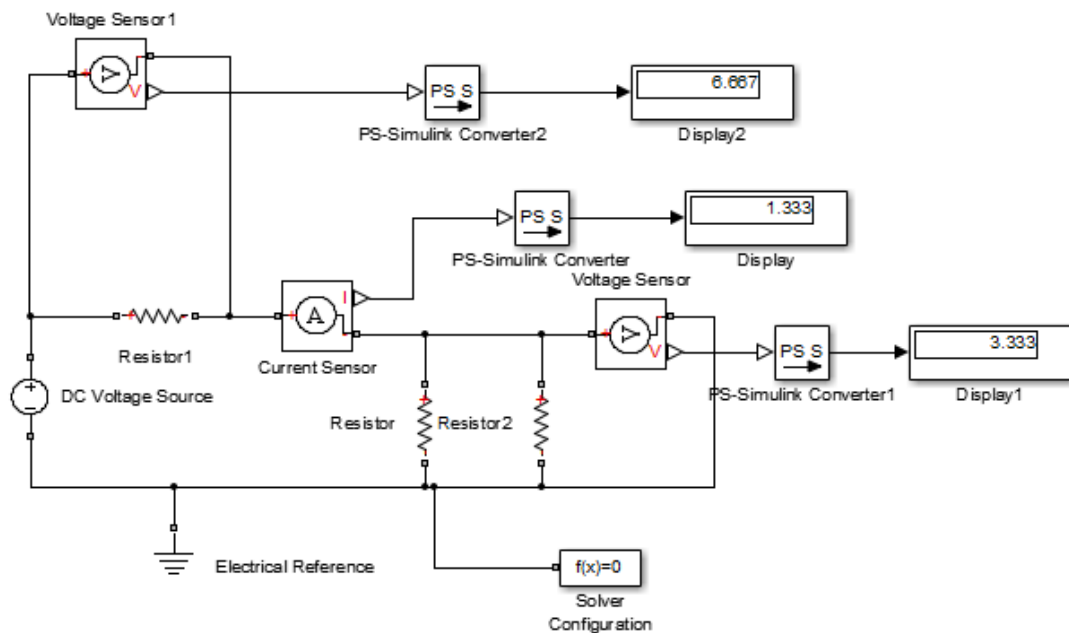 Voltage Sensor1
+
V
PS S
6.667
PS-Simulink Converter2
Display2
PS S
1.333
PS-Simulink Converter
Display
Voltage Sensor
+
I
A
+
+
V
PS S
3.333
Resistor1
Current Sensor
PS-Simulink Converter1
Display1
+
−
DC Voltage Source
+
+
Resistor
Resistor2
Electrical Reference
f(x)=0
Solver
Configuration